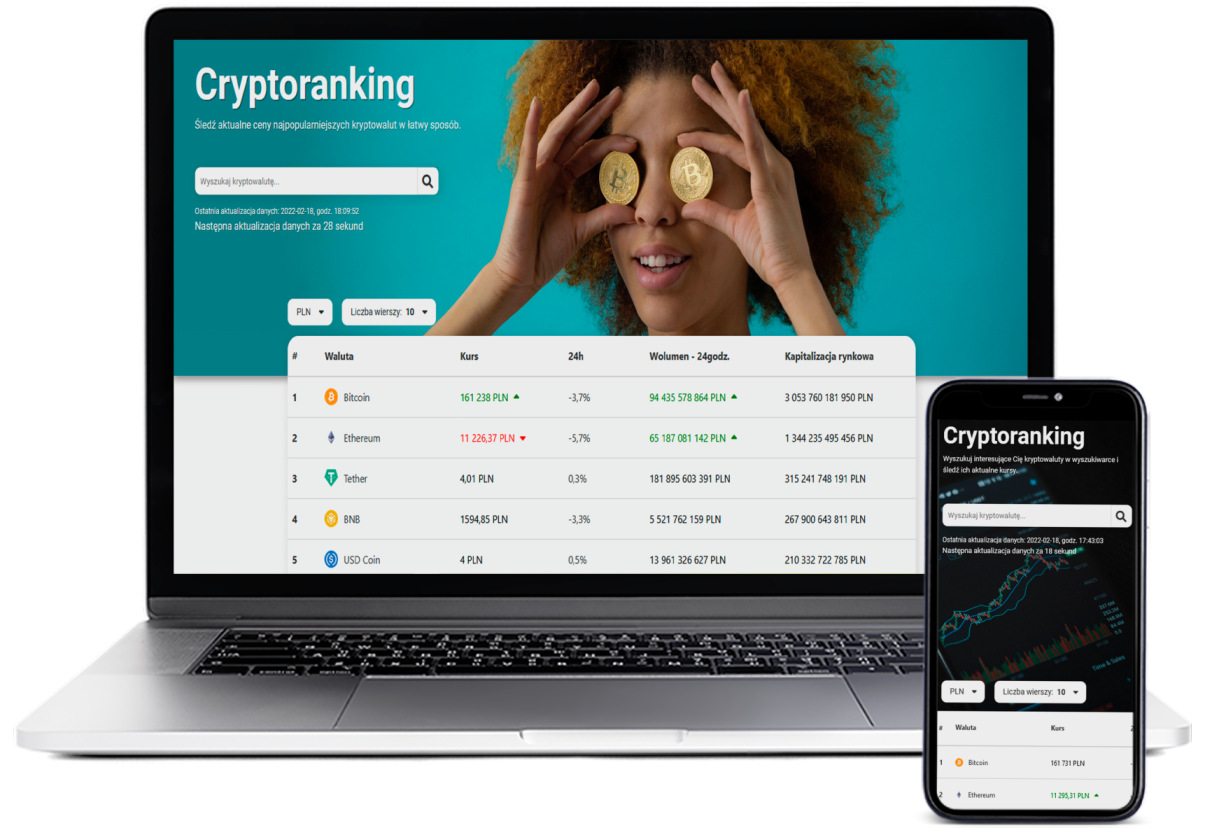 Cryptoranking
Śledź aktualne ceny najpopularniejszych kryptowalut w łatwy sposób.
Wyszukaj kryptowalutę...
Ostatnia aktualizacja danych: 2022-02-18, godz. 18:09:52
Następna aktualizacja danych za 28 sekund
PLN Liczba wierszy: 10
# Waluta Kurs 24h Wolumen - 24godz. Kapitalizacja rynkowa
1 Bitcoin 161 238 PLN -3,7% 94 435 578 864 PLN 3 053 760 181 950 PLN
2 Ethereum 11 226,37 PLN -5,7% 65 187 081 142 PLN 1 344 235 495 456 PLN
3 Tether 4,01 PLN 0,3% 181 895 603 391 PLN 315 241 748 191 PLN
4 BNB 1594,85 PLN -3,3% 5 521 762 159 PLN 267 900 643 811 PLN
5 USD Coin 4 PLN 0,5% 13 961 326 627 PLN 210 332 722 785 PLN
Cryptoranking
Wyszukuj interesujące Cię kryptowaluty w wyszukiwarce i
śledź ich aktualne kursy.
Wyszukaj kryptowalutę...
Ostatnia aktualizacja danych: 2022-02-18, godz. 17:43:03
Następna aktualizacja danych za 18 sekund
Time & Sales
PLN Liczba wierszy: 10
# Waluta Kurs
1 Bitcoin 161 731 PLN
2 Ethereum 11 295,31 PLN